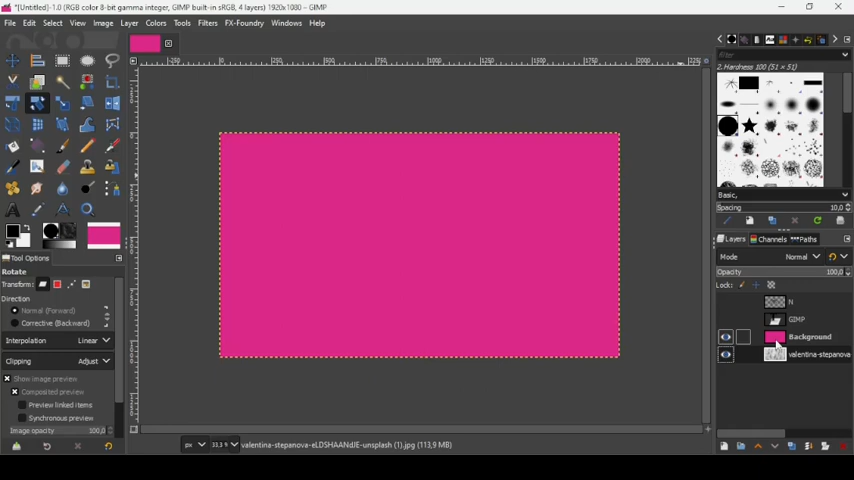 *[Untitled]-1.0 (RGB color 8-bit gamma integer, GIMP built-in sRGB, 4 layers) 1920x1080 – GIMP
File Edit Select View Image Layer Colors Tools Filters FX-Foundry Windows Help
Filter
2. Hardness 100 (51 × 51)
Basic,
Spacing 10,0
Layers Channels Paths
Mode Normal
Opacity 100,0
Lock:
N
GIMP
Background
valentina-stepanova
Tool Options
Rotate
Transform:
Direction
Normal (Forward)
Corrective (Backward)
Interpolation Linear
Clipping Adjust
Show image preview
Composited preview
Preview linked items
Synchronous preview
Image opacity 100,0
px 33,3 valentina-stepanova-eLDSHAANdJE-unsplash (1).jpg (113,9 MB)